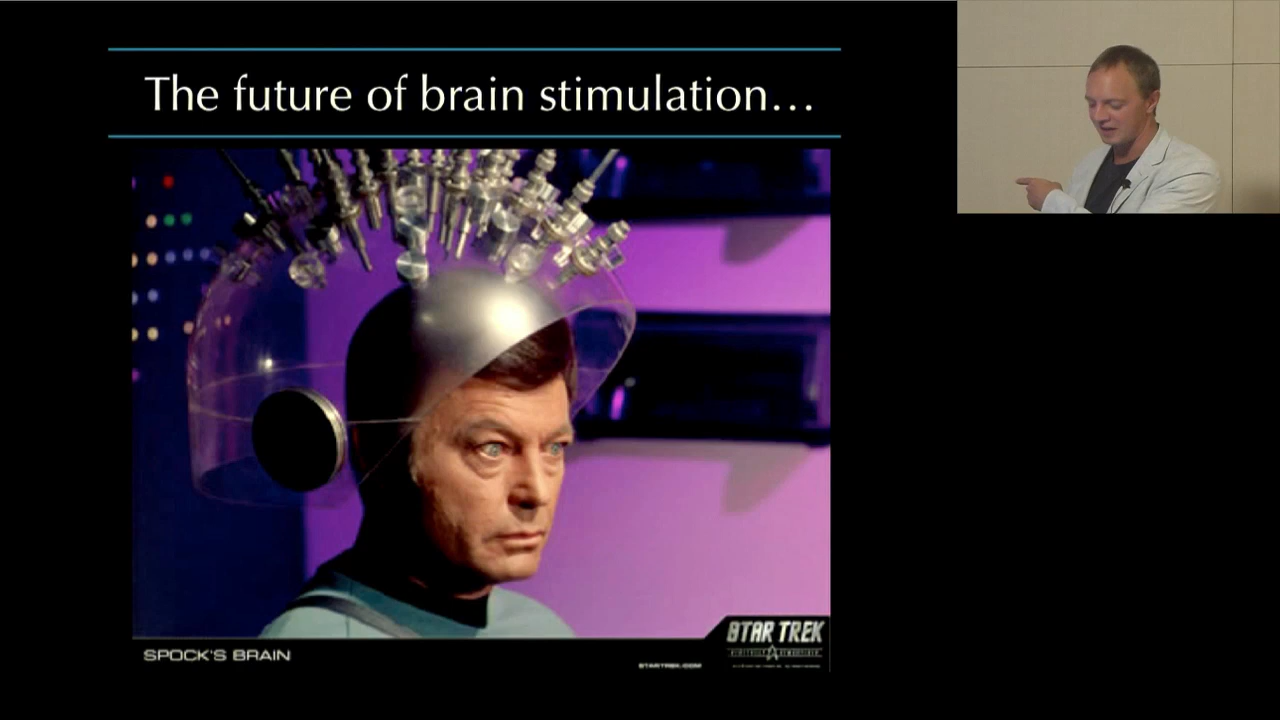 The future of brain stimulation...
STAR TREK
SPOCK'S BRAIN
STARTREK.COM